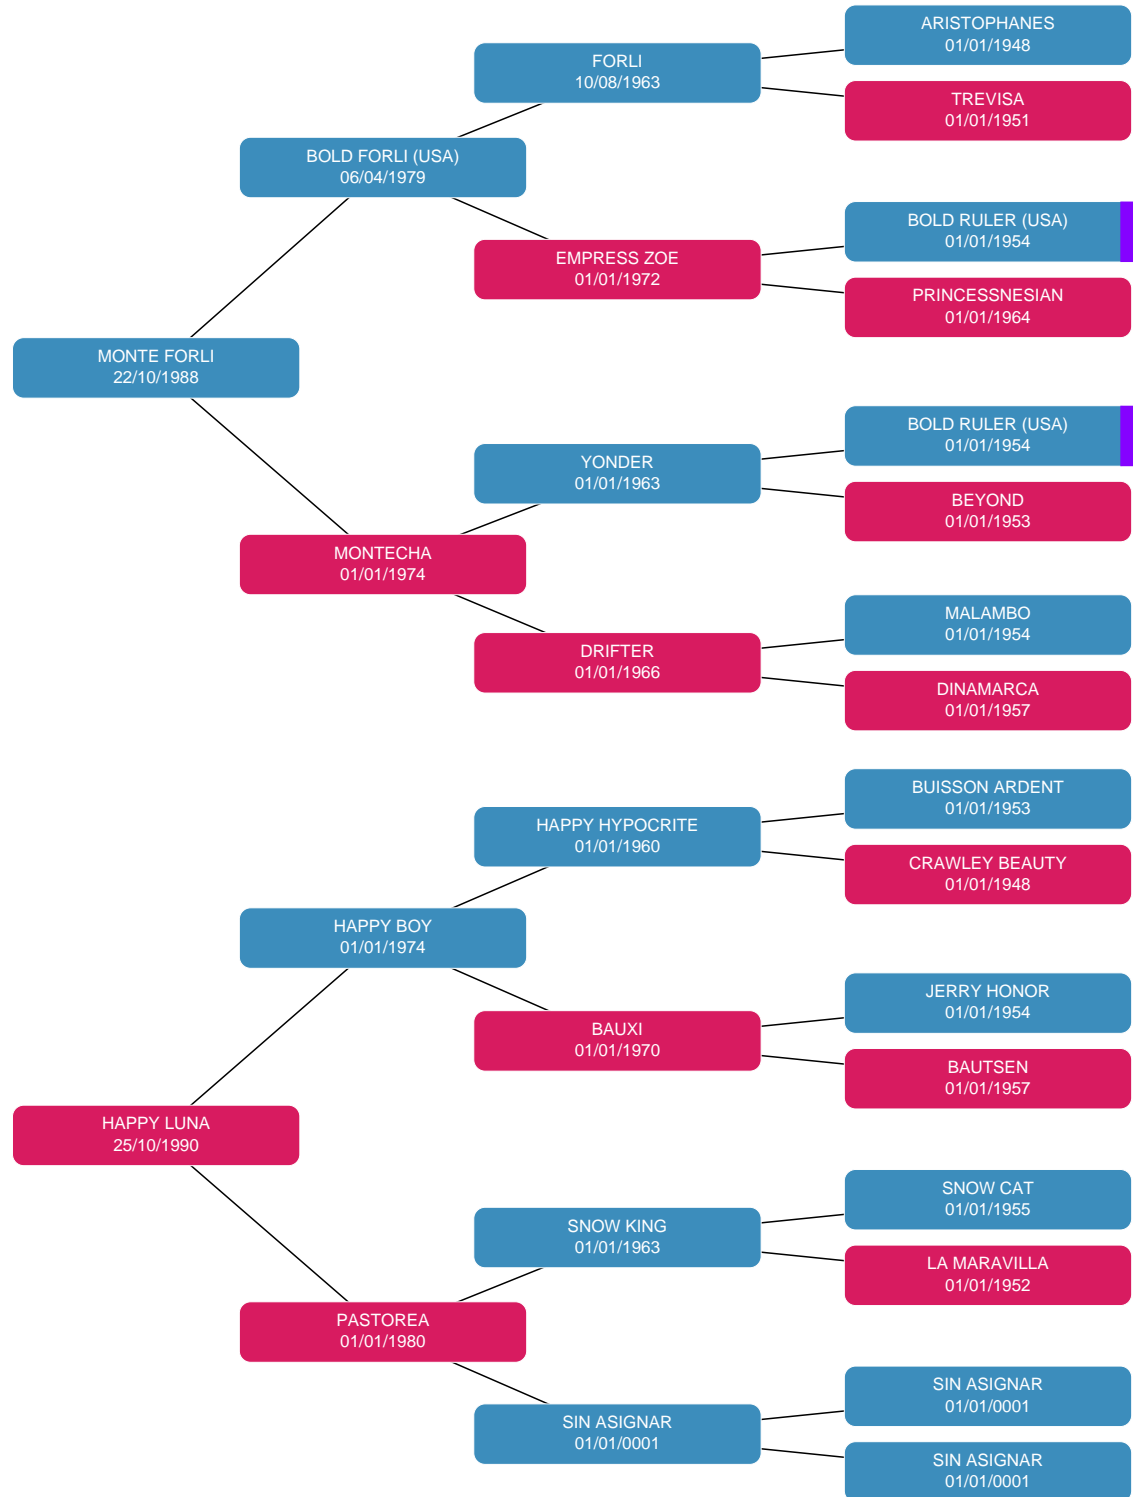 ARISTOPHANES
01/01/1948
FORLI
10/08/1963
TREVISA
01/01/1951
BOLD FORLI (USA)
06/04/1979
BOLD RULER (USA)
01/01/1954
EMPRESS ZOE
01/01/1972
PRINCESSNESIAN
01/01/1964
MONTE FORLI
22/10/1988
BOLD RULER (USA)
01/01/1954
YONDER
01/01/1963
BEYOND
01/01/1953
MONTECHA
01/01/1974
MALAMBO
01/01/1954
DRIFTER
01/01/1966
DINAMARCA
01/01/1957
BUISSON ARDENT
01/01/1953
HAPPY HYPOCRITE
01/01/1960
CRAWLEY BEAUTY
01/01/1948
HAPPY BOY
01/01/1974
JERRY HONOR
01/01/1954
BAUXI
01/01/1970
BAUTSEN
01/01/1957
HAPPY LUNA
25/10/1990
SNOW CAT
01/01/1955
SNOW KING
01/01/1963
LA MARAVILLA
01/01/1952
PASTOREA
01/01/1980
SIN ASIGNAR
01/01/0001
SIN ASIGNAR
01/01/0001
SIN ASIGNAR
01/01/0001